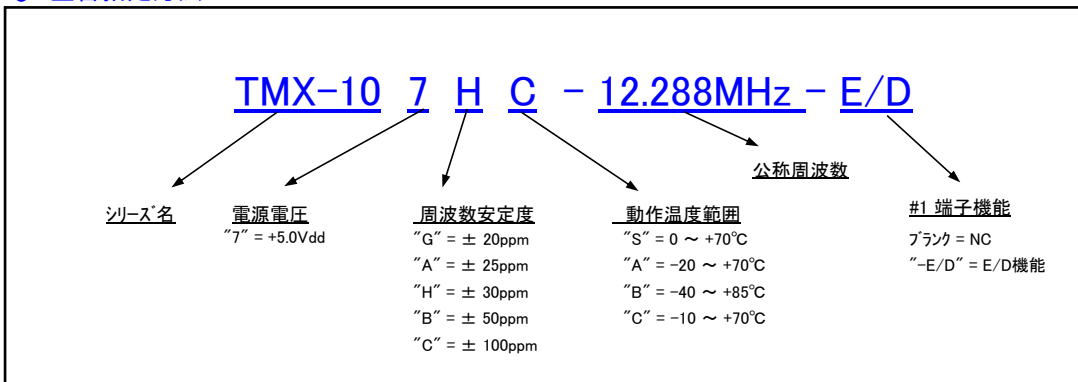 TMX-10 7 H C - 12.288MHz - E/D
公称周波数
ｼﾘｰｽﾞ名 電源電圧 周波数安定度 動作温度範囲 #1 端子機能
"7" = +5.0Vdd "G" = ± 20ppm "S" = 0 ～ +70℃ ﾌﾞﾗﾝｸ = NC
"A" = ± 25ppm "A" = -20 ～ +70℃ "-E/D" = E/D機能
"H" = ± 30ppm "B" = -40 ～ +85℃
"B" = ± 50ppm "C" = -10 ～ +70℃
"C" = ± 100ppm